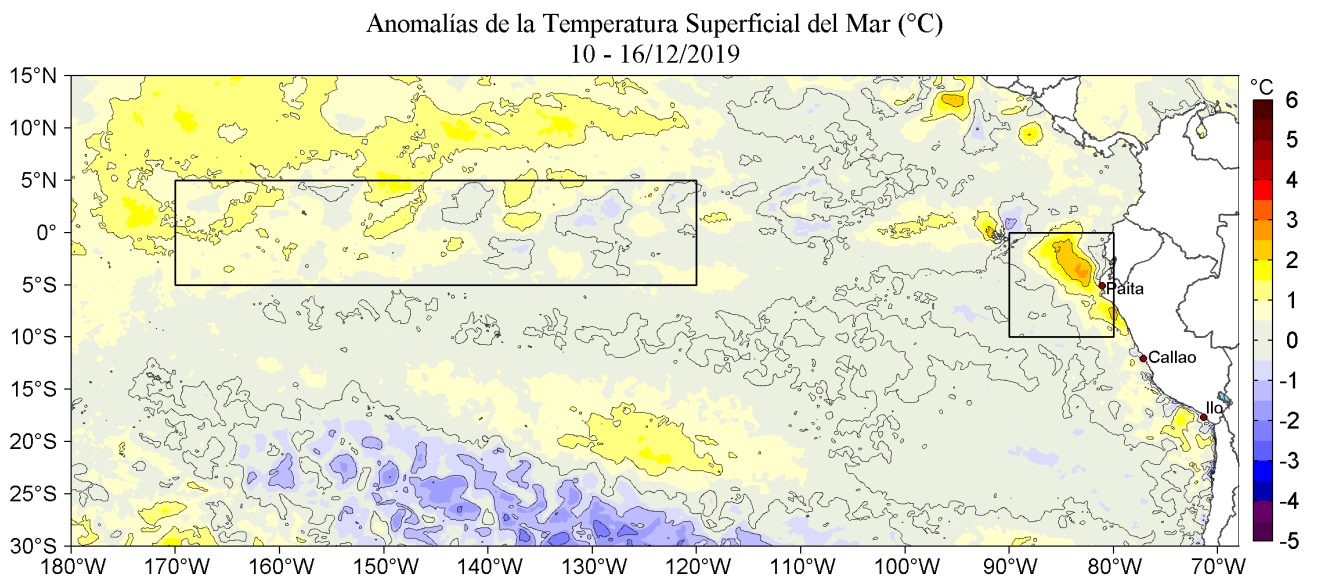 Anomalías de la Temperatura Superficial del Mar (°C)
10 - 16/12/2019
°C
15°N
10°N
5°N
0°
5°S
10°S
15°S
20°S
25°S
30°S
180°W
170°W
160°W
150°W
140°W
130°W
120°W
110°W
100°W
90°W
80°W
70°W
Paita
Callao
Ilo
6
5
4
3
2
1
0
-1
-2
-3
-4
-5